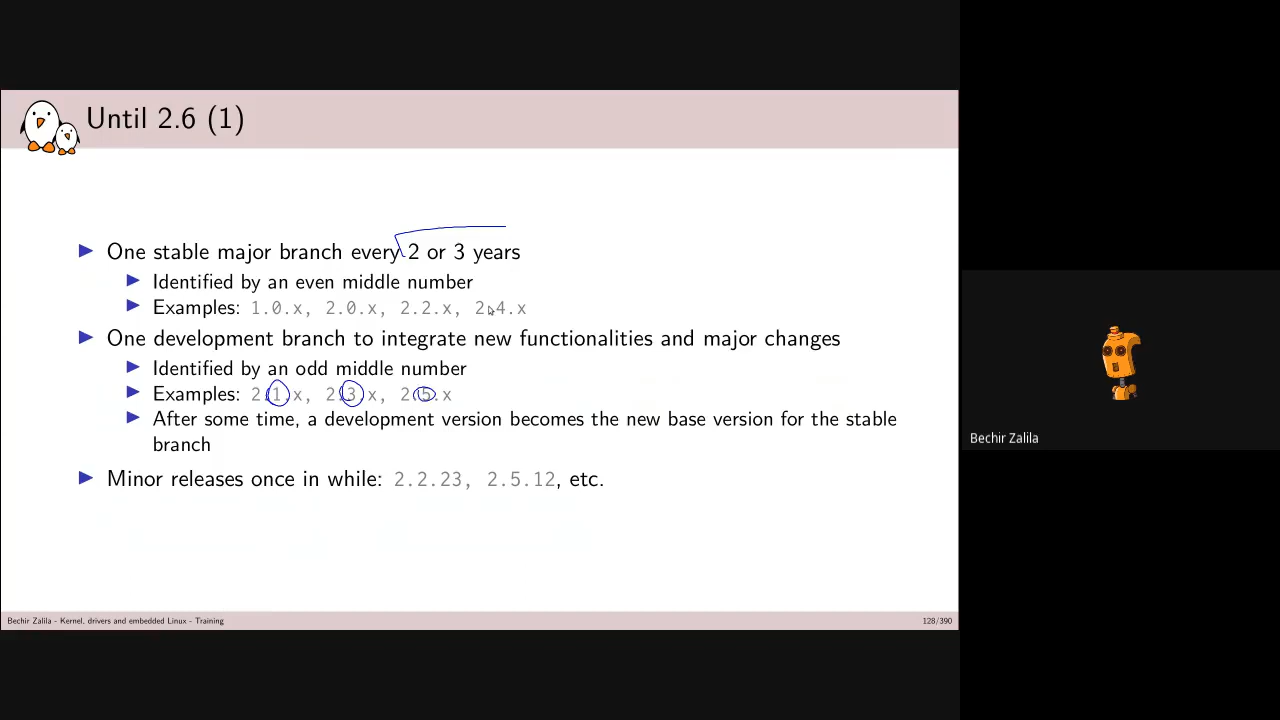 Until 2.6 (1)
One stable major branch every 2 or 3 years
Identified by an even middle number
Examples: 1.0.x, 2.0.x, 2.2.x, 2.4.x
One development branch to integrate new functionalities and major changes
Identified by an odd middle number
Examples: 2.1.x, 2.3.x, 2.5.x
After some time, a development version becomes the new base version for the stable
branch
Minor releases once in while: 2.2.23, 2.5.12, etc.
Bechir Zalila - Kernel, drivers and embedded Linux - Training
128/390
Bechir Zalila